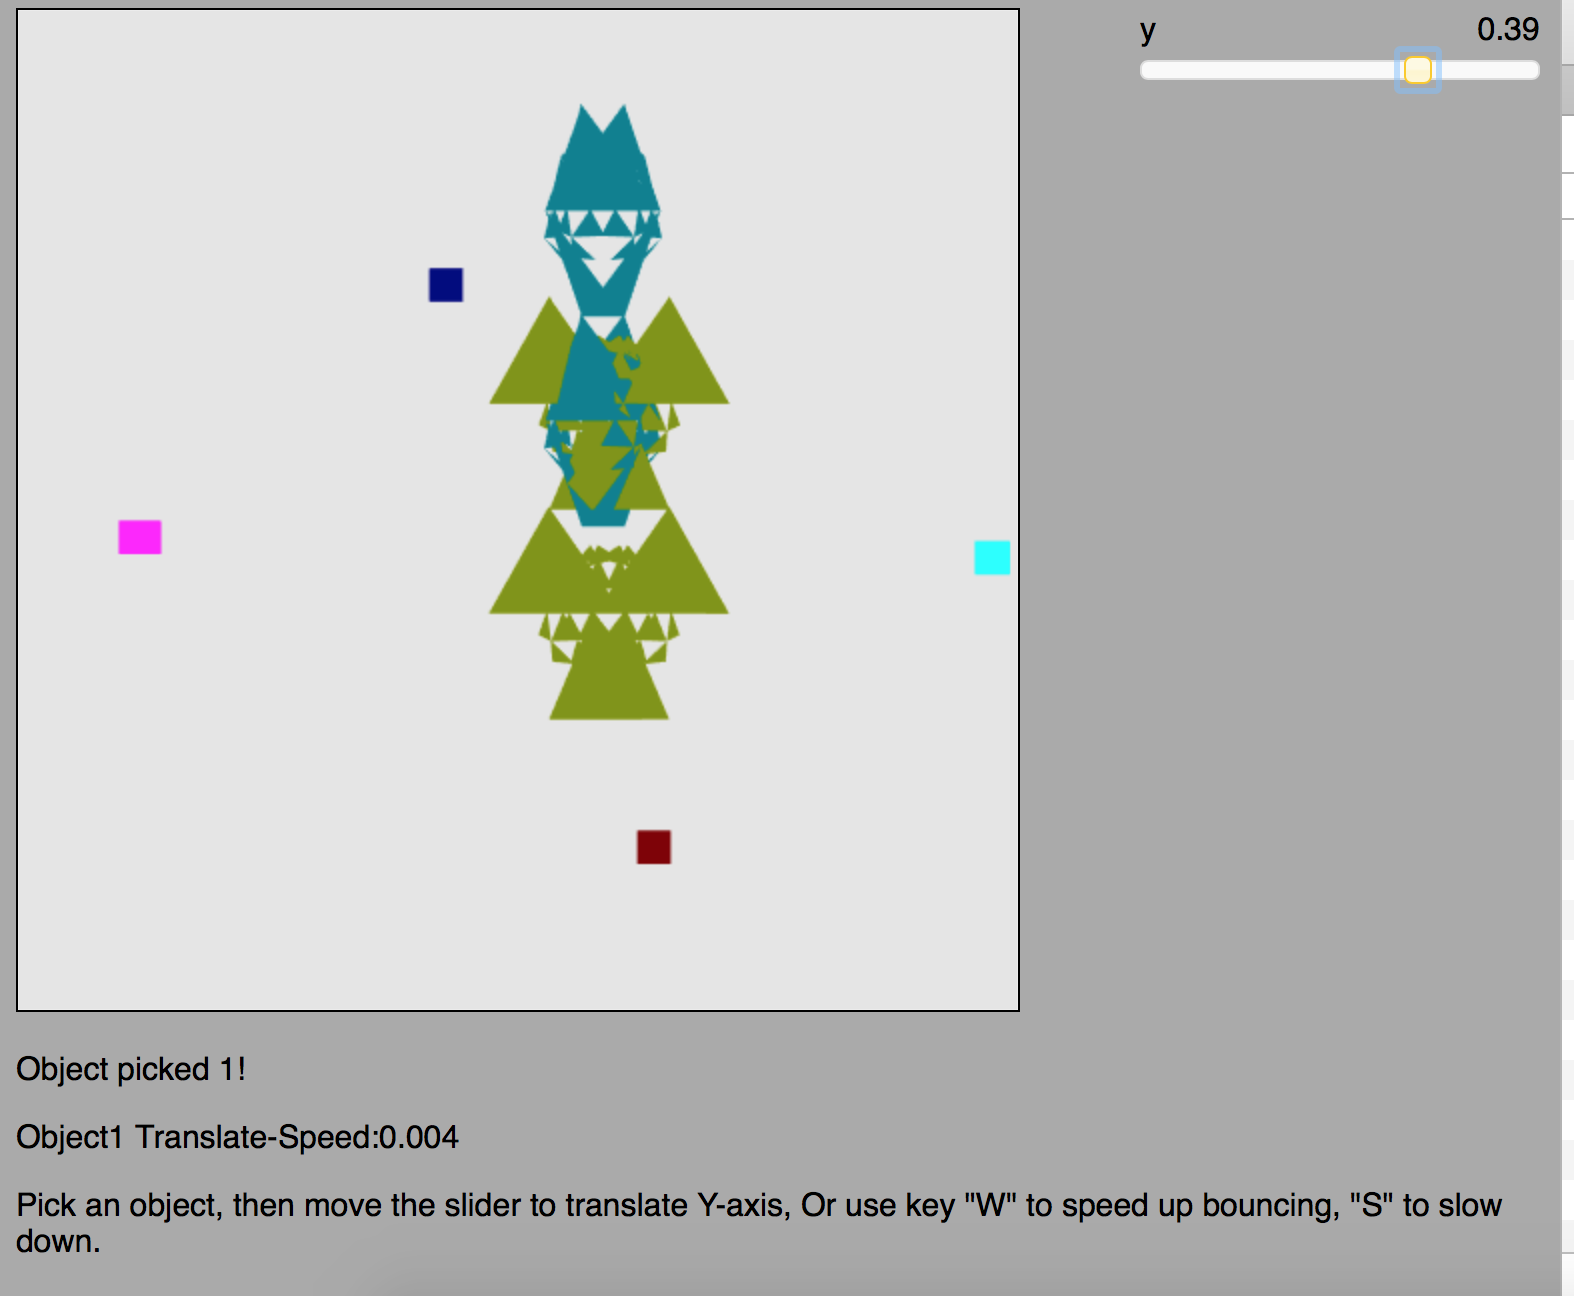 y 0.39
Object picked 1!
Object1 Translate-Speed:0.004
Pick an object, then move the slider to translate Y-axis, Or use key "W" to speed up bouncing, "S" to slow
down.